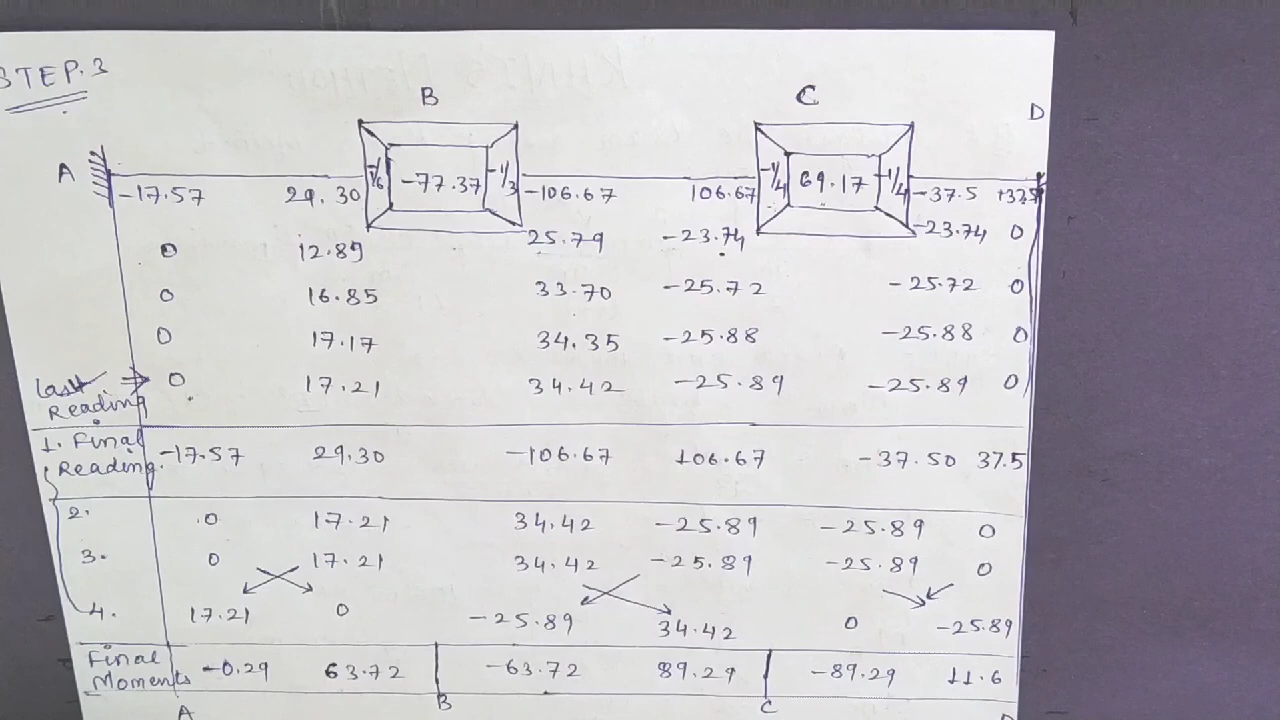 STEP.3
B C D
A
-17.57 29.30 -1/6 -77.37 -1/3 -106.67 106.67 -1/4 69.17 -1/4 -37.5
0 12.89 25.79 -23.74 -23.74 0
0 16.85 33.70 -25.72 -25.72 0
0 17.17 34.35 -25.88 -25.88 0
Last Reading 0 17.21 34.42 -25.89 -25.89 0
1. Final Reading. -17.57 29.30 -106.67 106.67 -37.50 37.5
2. 0 17.21 34.42 -25.89 -25.89 0
3. 0 17.21 34.42 -25.89 -25.89 0
4. 17.21 0 -25.89 34.42 0 -25.89
Final Moments -0.29 63.72 -63.72 89.29 -89.29 11.6
A B C